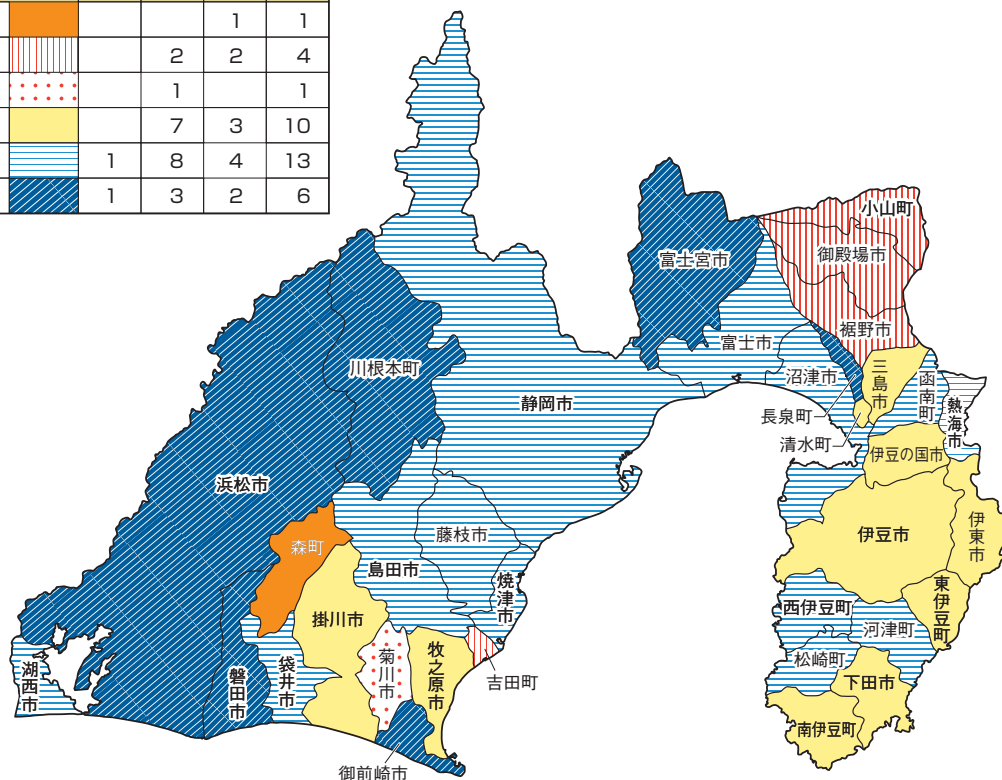 1 1
2 2 4
1 1
7 3 10
1 8 4 13
1 3 2 6
小山町
御殿場市
富士宮市
裾野市
富士市
川根本町
三島市
沼津市
函南町
静岡市
熱海市
長泉町
清水町
伊豆の国市
浜松市
伊東市
藤枝市
伊豆市
森町
島田市
焼津市
東伊豆町
西伊豆町
掛川市
河津町
菊川市
牧之原市
松崎町
湖西市
磐田市
袋井市
吉田町
下田市
南伊豆町
御前崎市